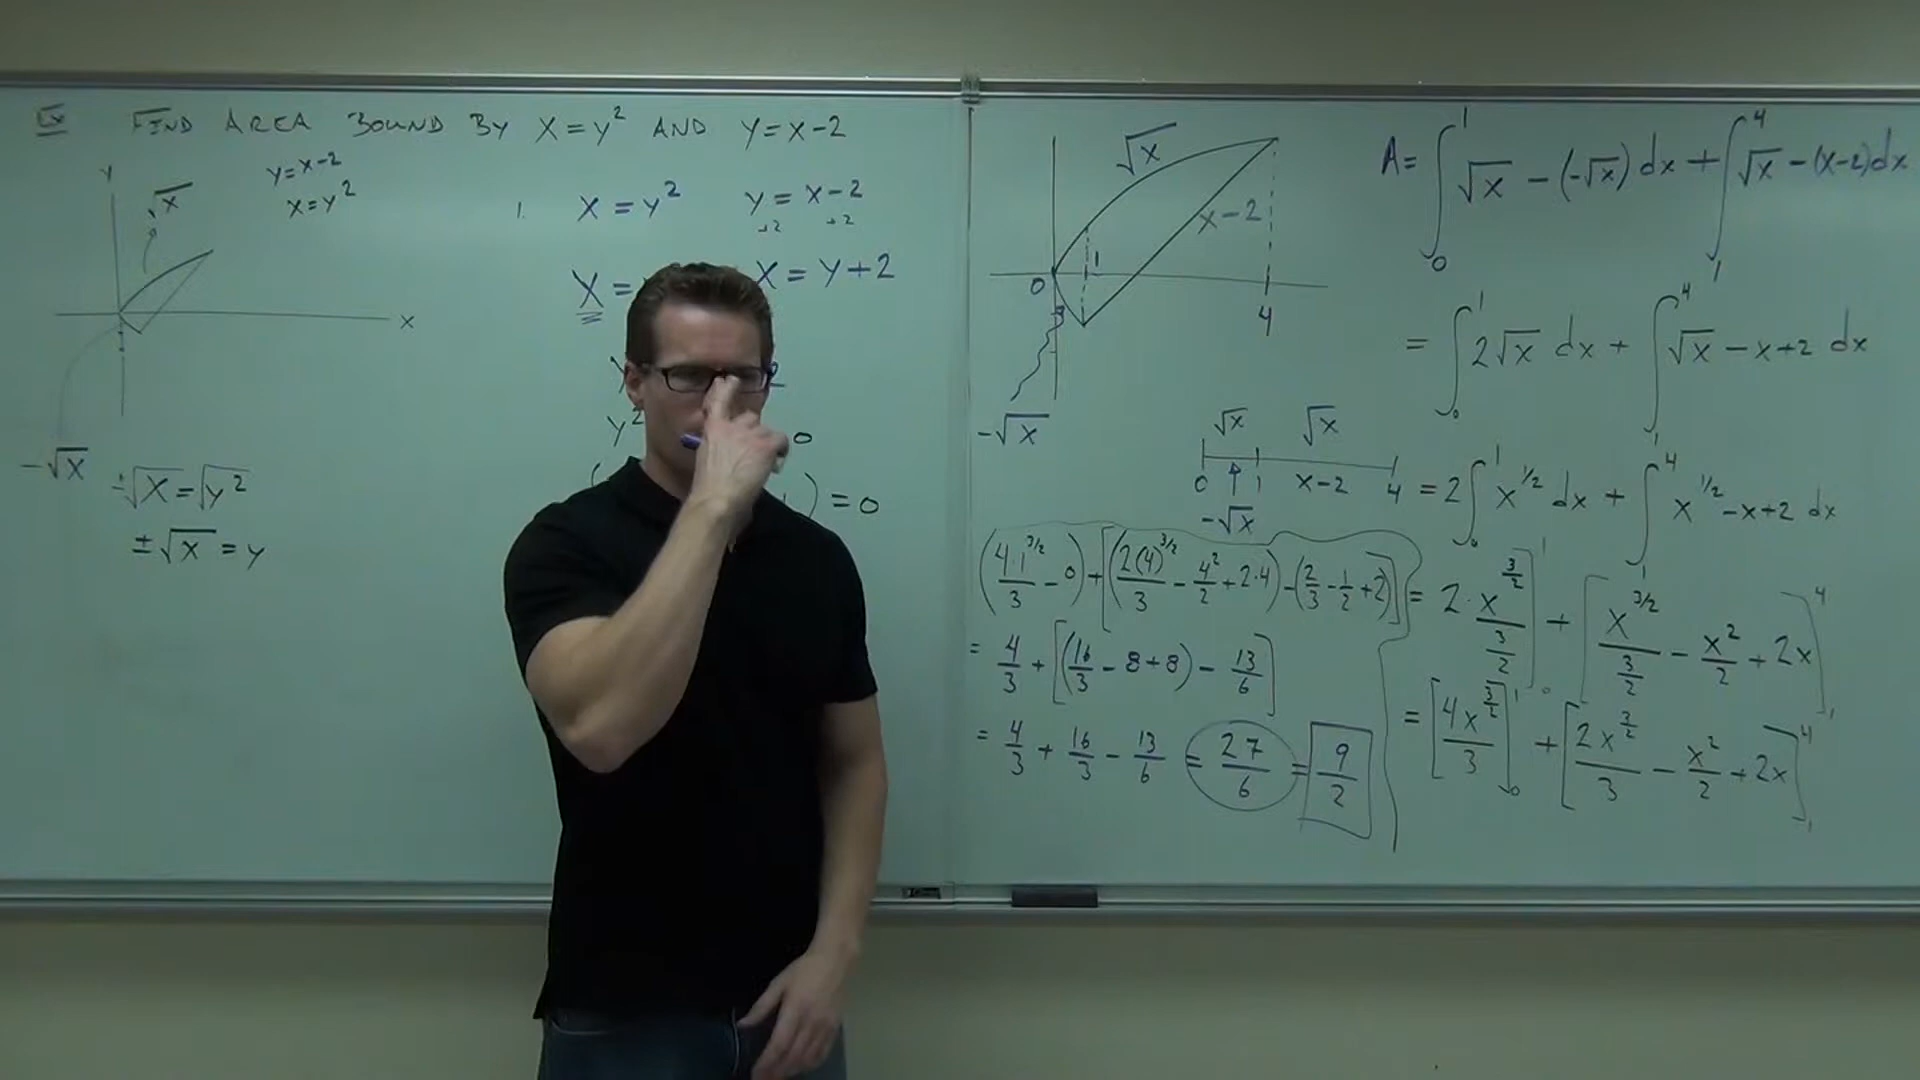 Ex FIND AREA BOUND BY X = y² AND y = x-2
y
y = x-2
x = y²
√x
x
-√x
±√x = √y²
±√x = y
1. X = y² y = x-2
+2 +2
X = X = y+2
y²
0
) = 0
√x
x-2
0 1 4
-√x
√x √x
0 1 x-2 4
-√x
A = ∫₀¹ √x - (-√x) dx + ∫₁⁴ √x - (x-2) dx
= ∫₀¹ 2√x dx + ∫₁⁴ √x - x + 2 dx
= 2∫₀¹ x^1/2 dx + ∫₁⁴ x^1/2 - x + 2 dx
= 2 · x^3/2 / 3/2 ]₀¹ + [ x^3/2 / 3/2 - x²/2 + 2x ]₁⁴
= [ 4x^3/2 / 3 ]₀¹ + [ 2x^3/2 / 3 - x²/2 + 2x ]₁⁴
( 4·1^3/2 / 3 - 0 ) + [ ( 2(4)^3/2 / 3 - 4²/2 + 2·4 ) - ( 2/3 - 1/2 + 2 ) ] =
= 4/3 + [ ( 16/3 - 8 + 8 ) - 13/6 ]
= 4/3 + 16/3 - 13/6 = 27/6 = 9/2